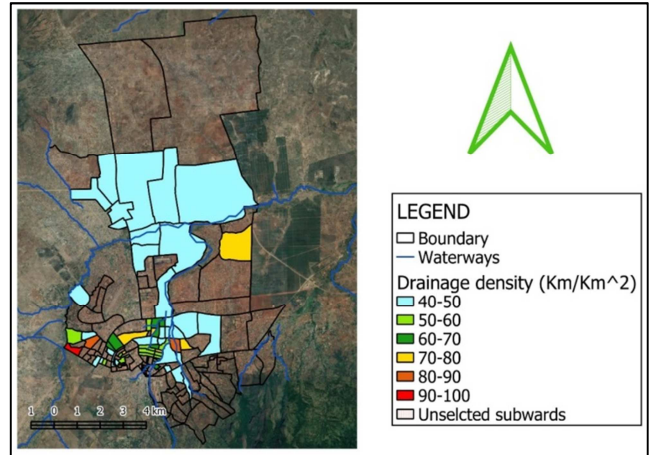 LEGEND
Boundary
Waterways
Drainage density (Km/Km^2)
40-50
50-60
60-70
70-80
80-90
90-100
Unselcted subwards
1 0 1 2 3 4 km